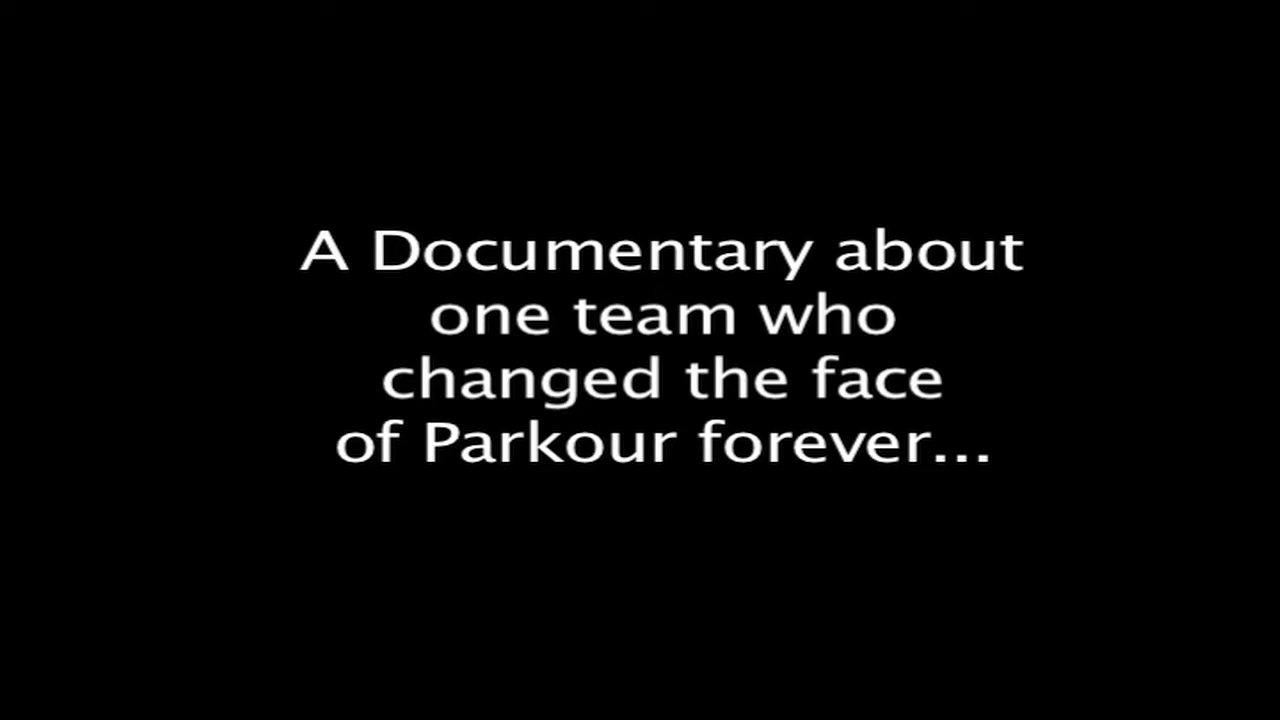 A Documentary about
one team who
changed the face
of Parkour forever...